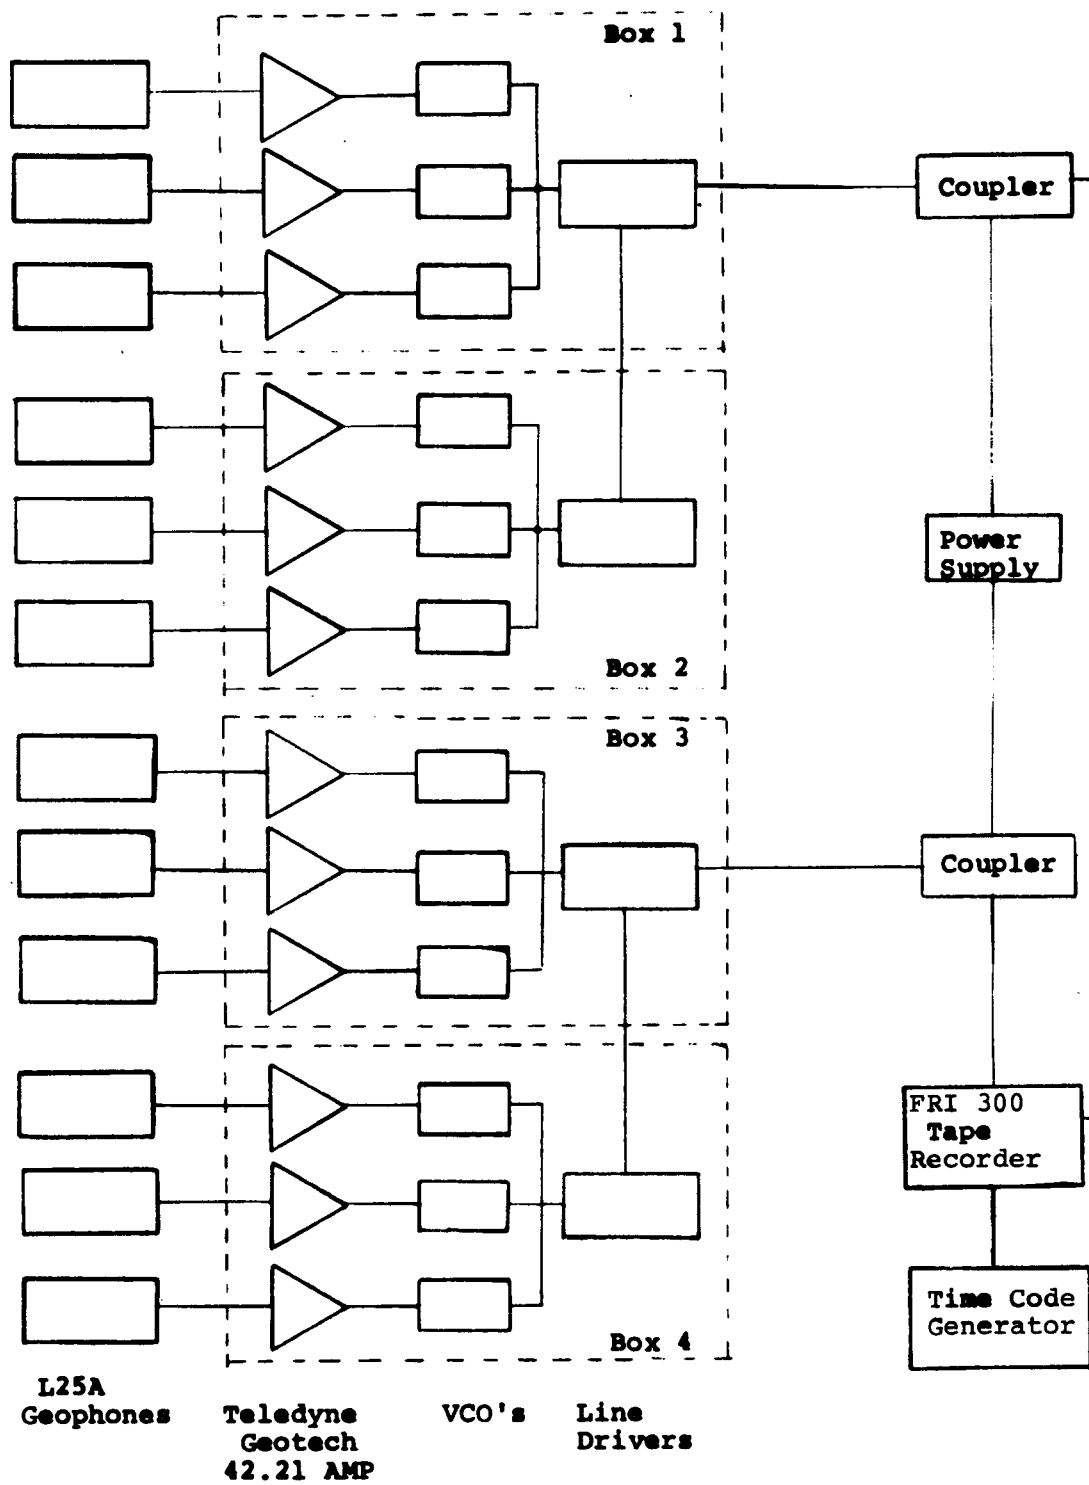 Box 1
Coupler
Power
Supply
Box 2
Box 3
Coupler
FRI 300
Tape
Recorder
Time Code
Generator
Box 4
L25A
Geophones
Teledyne
Geotech
42.21 AMP
VCO's
Line
Drivers